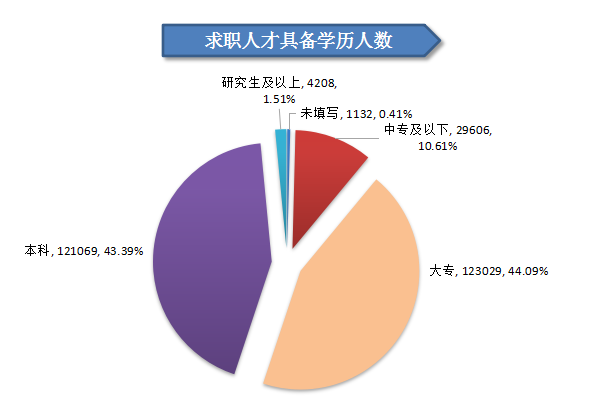 求职人才具备学历人数
研究生及以上, 4208,
1.51%
未填写, 1132, 0.41%
中专及以下, 29606,
10.61%
本科, 121069, 43.39%
大专, 123029, 44.09%